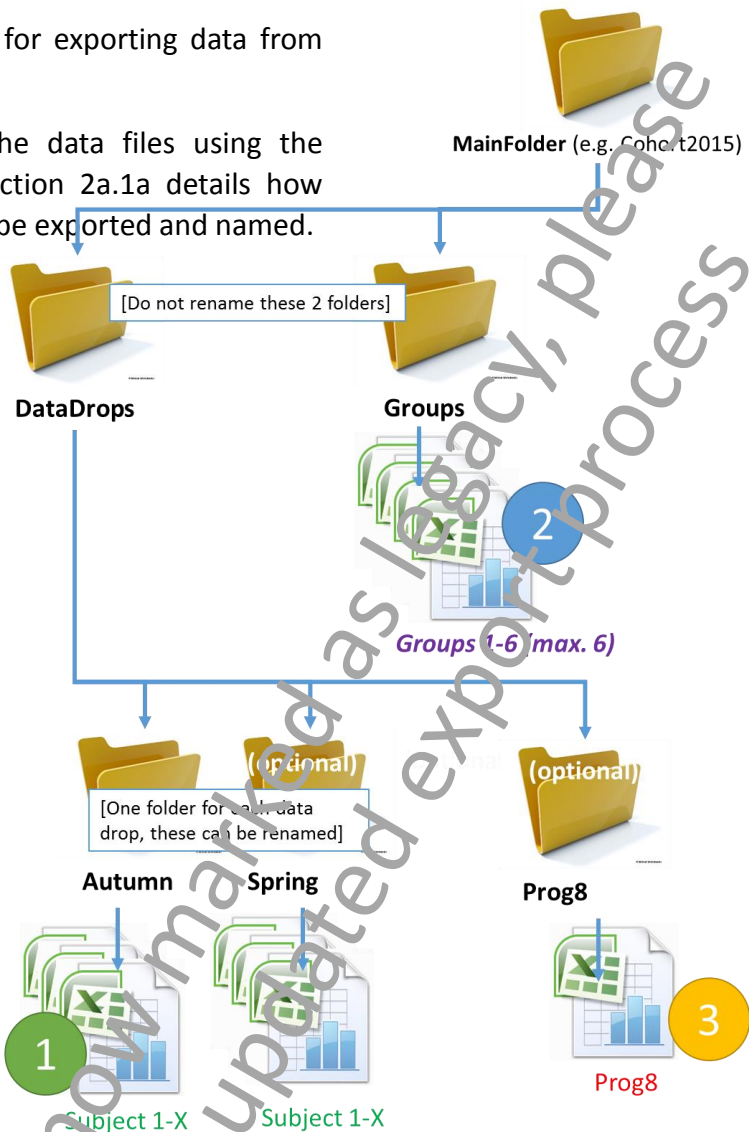 for exporting data from
he data files using the
ction 2a.1a details how
be exported and named.
MainFolder (e.g. Cohort2015)
[Do not rename these 2 folders]
DataDrops
Groups
2
Groups 1-6 (max. 6)
(optional)
(optional)
[One folder for each data
drop, these can be renamed]
Autumn
Spring
Prog8
1
3
Subject 1-X
Subject 1-X
Prog8
now marked as legacy, please
updated export process